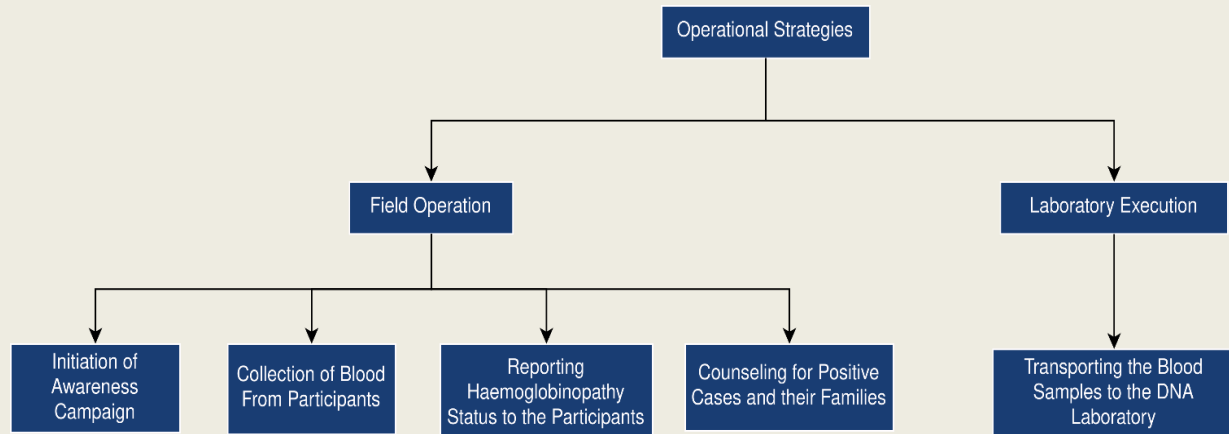 Operational Strategies
Field Operation
Laboratory Execution
Initiation of
Awareness
Campaign
Collection of Blood
From Participants
Reporting
Haemoglobinopathy
Status to the Participants
Counseling for Positive
Cases and their Families
Transporting the Blood
Samples to the DNA
Laboratory